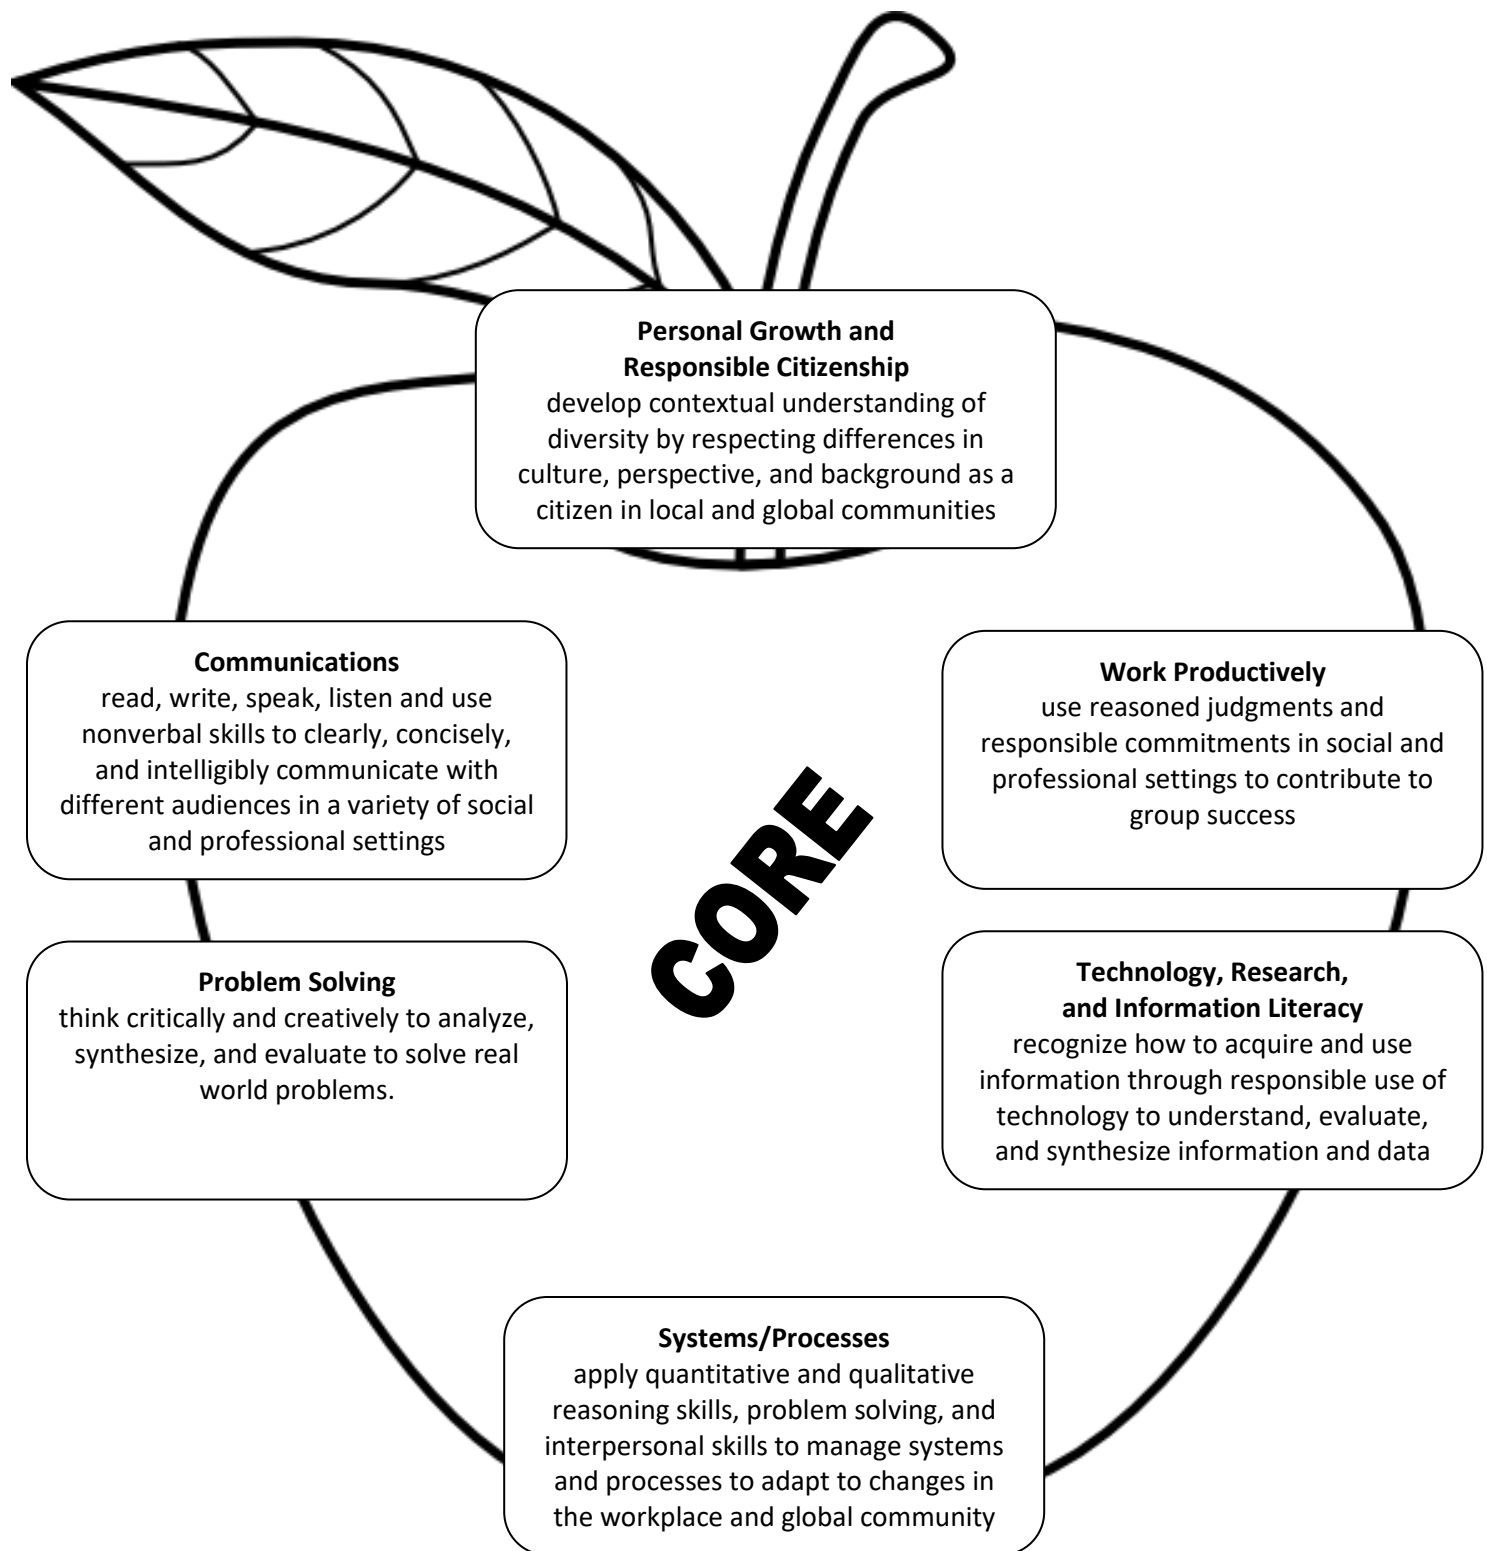 Personal Growth and
Responsible Citizenship
develop contextual understanding of
diversity by respecting differences in
culture, perspective, and background as a
citizen in local and global communities
Communications
read, write, speak, listen and use
nonverbal skills to clearly, concisely,
and intelligibly communicate with
different audiences in a variety of social
and professional settings
Work Productively
use reasoned judgments and
responsible commitments in social and
professional settings to contribute to
group success
CORE
Problem Solving
think critically and creatively to analyze,
synthesize, and evaluate to solve real
world problems.
Technology, Research,
and Information Literacy
recognize how to acquire and use
information through responsible use of
technology to understand, evaluate,
and synthesize information and data
Systems/Processes
apply quantitative and qualitative
reasoning skills, problem solving, and
interpersonal skills to manage systems
and processes to adapt to changes in
the workplace and global community